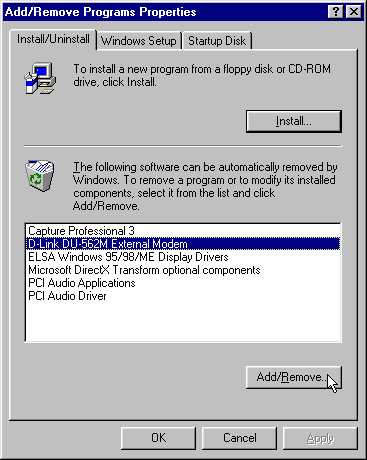 Add/Remove Programs Properties
Install/Uninstall
Windows Setup
Startup Disk
To install a new program from a floppy disk or CD-ROM
drive, click Install.
Install...
The following software can be automatically removed by
Windows. To remove a program or to modify its installed
components, select it from the list and click
Add/Remove.
Capture Professional 3
D-Link DU-562M External Modem
ELSA Windows 95/98/ME Display Drivers
Microsoft DirectX Transform optional components
PCI Audio Applications
PCI Audio Driver
Add/Remove...
OK
Cancel
Apply